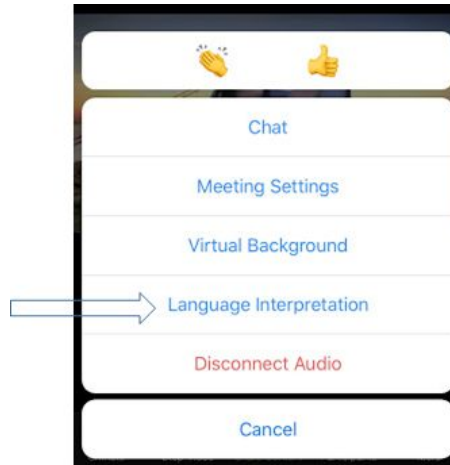 Chat
Meeting Settings
Virtual Background
Language Interpretation
Disconnect Audio
Cancel